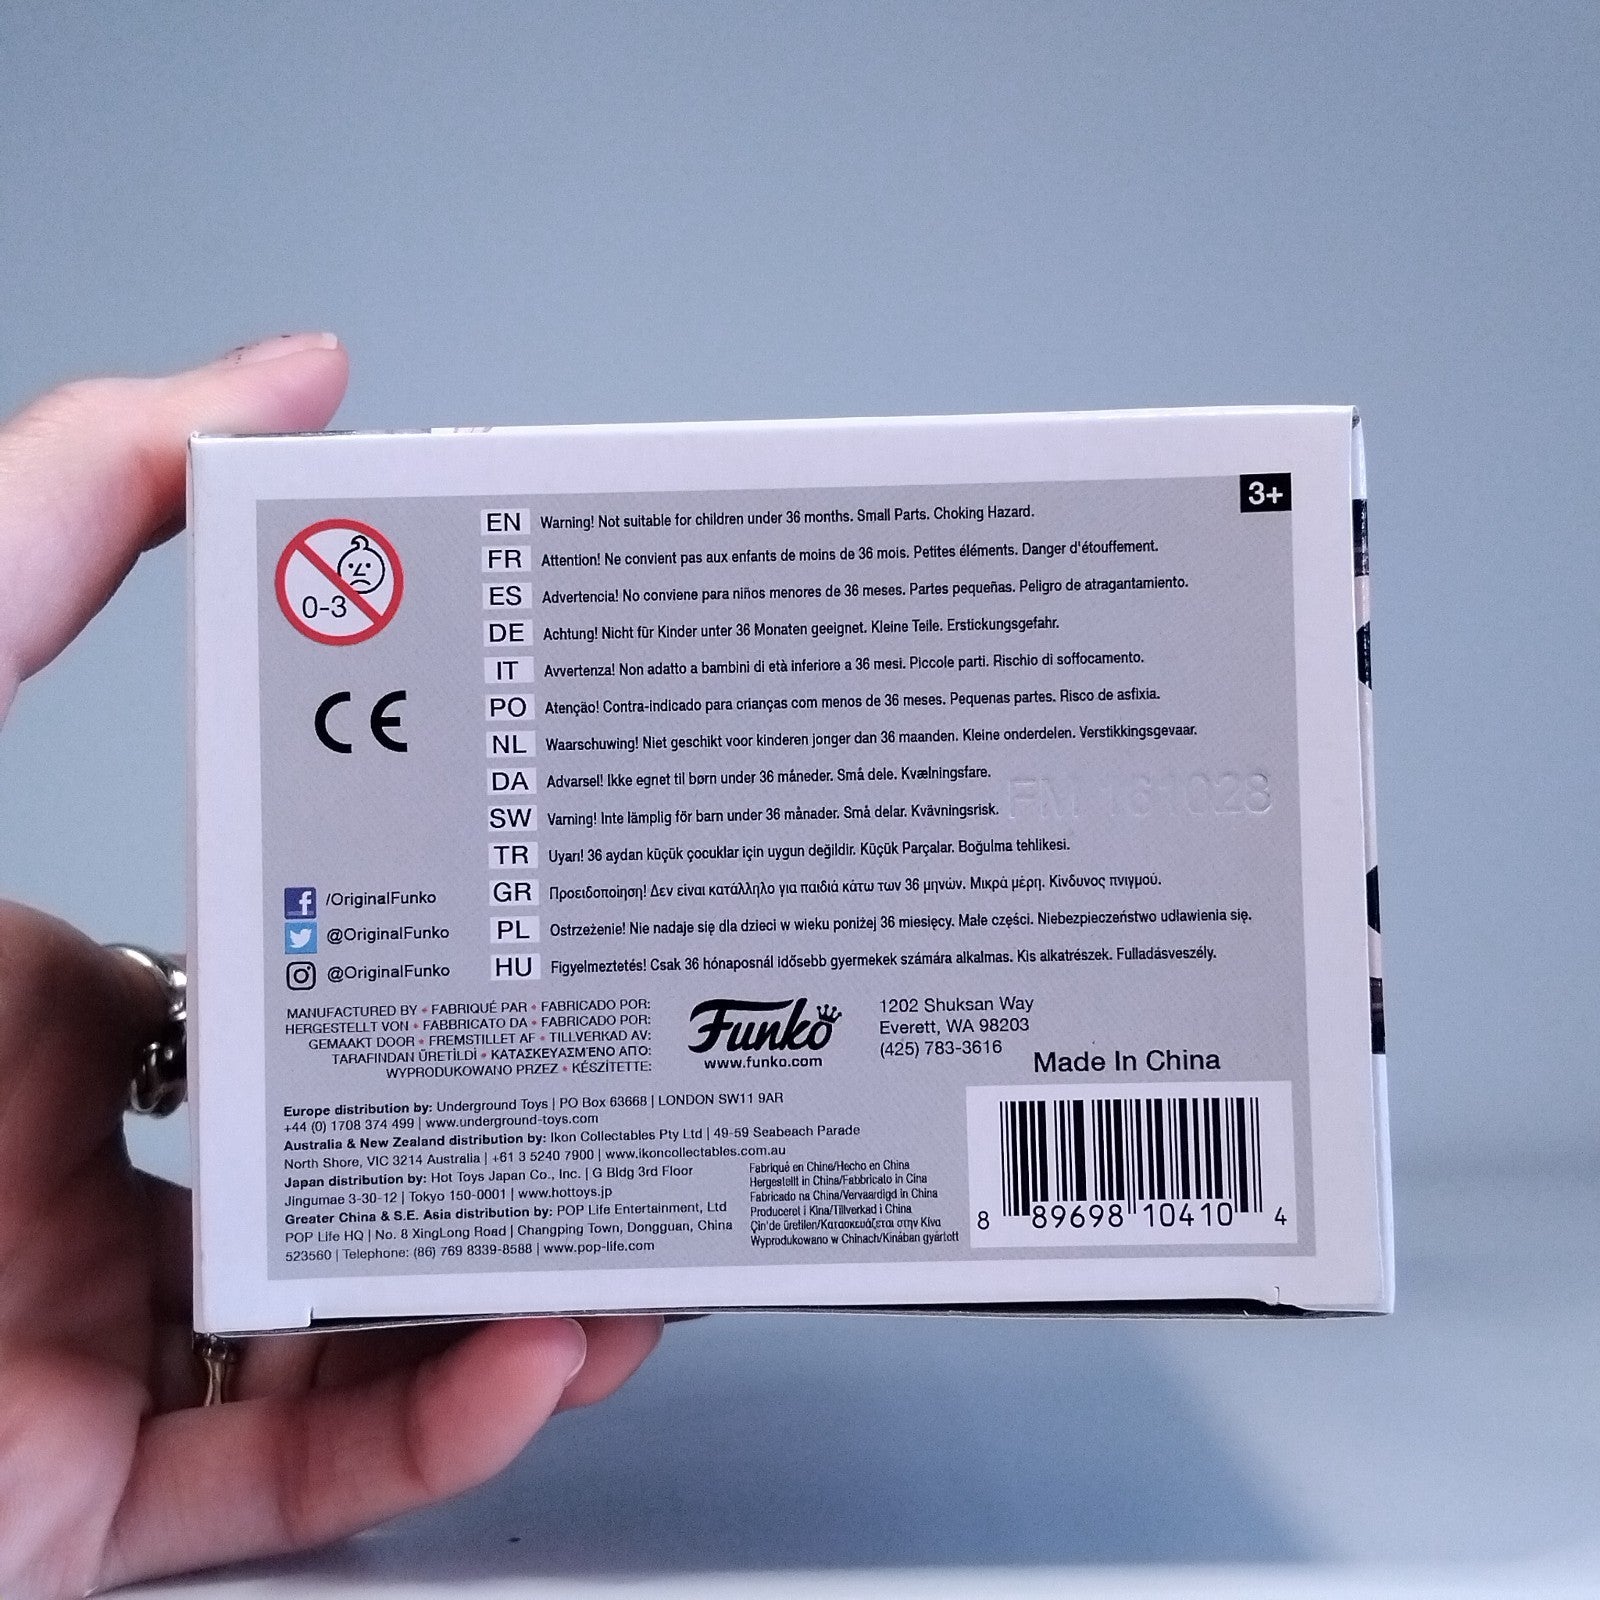 3+
0-3
CE
EN Warning! Not suitable for children under 36 months. Small Parts. Choking Hazard.
FR Attention! Ne convient pas aux enfants de moins de 36 mois. Petites éléments. Danger d'étouffement.
ES Advertencia! No conviene para niños menores de 36 meses. Partes pequeñas. Peligro de atragantamiento.
DE Achtung! Nicht für Kinder unter 36 Monaten geeignet. Kleine Teile. Erstickungsgefahr.
IT Avvertenza! Non adatto a bambini di età inferiore a 36 mesi. Piccole parti. Rischio di soffocamento.
PO Atenção! Contra-indicado para crianças com menos de 36 meses. Pequenas partes. Risco de asfixia.
NL Waarschuwing! Niet geschikt voor kinderen jonger dan 36 maanden. Kleine onderdelen. Verstikkingsgevaar.
DA Advarsel! Ikke egnet til børn under 36 måneder. Små dele. Kvælningsfare.
SW Varning! Inte lämplig för barn under 36 månader. Små delar. Kvävningsrisk.
FM 161028
TR Uyarı! 36 aydan küçük çocuklar için uygun değildir. Küçük Parçalar. Boğulma tehlikesi.
GR Προειδοποίηση! Δεν είναι κατάλληλο για παιδιά κάτω των 36 μηνών. Μικρά μέρη. Κίνδυνος πνιγμού.
PL Ostrzeżenie! Nie nadaje się dla dzieci w wieku poniżej 36 miesięcy. Małe części. Niebezpieczeństwo udławienia się.
HU Figyelmeztetés! Csak 36 hónaposnál idősebb gyermekek számára alkalmas. Kis alkatrészek. Fulladásveszély.
/OriginalFunko
@OriginalFunko
@OriginalFunko
MANUFACTURED BY • FABRIQUÉ PAR • FABRICADO POR:
HERGESTELLT VON • FABBRICATO DA • FABRICADO POR:
GEMAAKT DOOR • FREMSTILLET AF • TILLVERKAD AV:
TARAFINDAN ÜRETİLDİ • ΚΑΤΑΣΚΕΥΑΣΜΈΝΟ ΑΠΟ:
WYPRODUKOWANO PRZEZ • KÉSZÍTETTE:
Funko
www.funko.com
1202 Shuksan Way
Everett, WA 98203
(425) 783-3616
Made In China
Europe distribution by: Underground Toys | PO Box 63668 | LONDON SW11 9AR
+44 (0) 1708 374 499 | www.underground-toys.com
Australia & New Zealand distribution by: Ikon Collectables Pty Ltd | 49-59 Seabeach Parade
North Shore, VIC 3214 Australia | +61 3 5240 7900 | www.ikoncollectables.com.au
Japan distribution by: Hot Toys Japan Co., Inc. | G Bldg 3rd Floor
Jingumae 3-30-12 | Tokyo 150-0001 | www.hottoys.jp
Greater China & S.E. Asia distribution by: POP Life Entertainment, Ltd
POP Life HQ | No. 8 XingLong Road | Changping Town, Dongguan, China
523560 | Telephone: (86) 769 8339-8588 | www.pop-life.com
Fabriqué en Chine/Hecho en China
Hergestellt in China/Fabbricato in Cina
Fabricado na China/Vervaardigd in China
Produceret i Kina/Tillverkad i China
Çin'de üretilen/Κατασκευάζεται στην Κίνα
Wyprodukowano w Chinach/Kínában gyártott
8 89698 10410 4